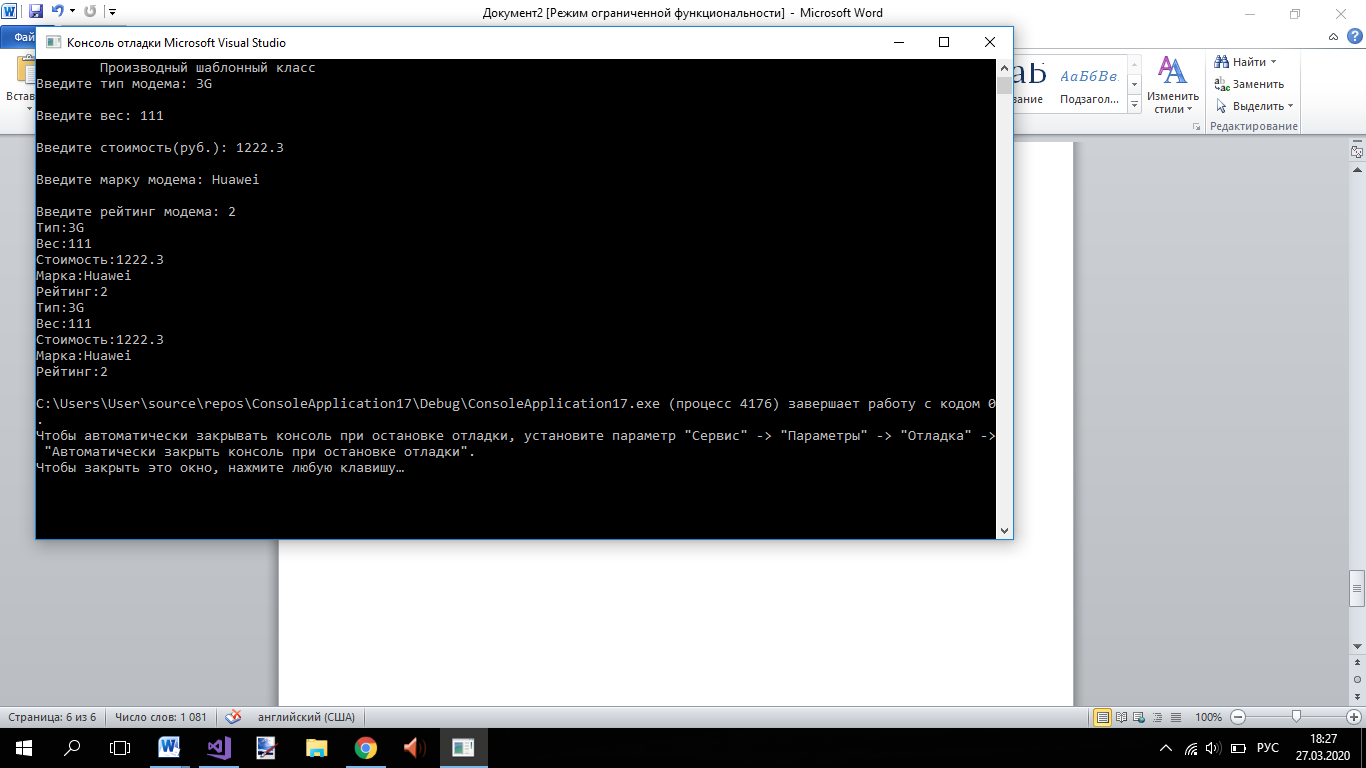 Документ2 [Режим ограниченной функциональности] - Microsoft Word
Консоль отладки Microsoft Visual Studio
Производный шаблонный класс
Введите тип модема: 3G
Введите вес: 111
Введите стоимость(руб.): 1222.3
Введите марку модема: Huawei
Введите рейтинг модема: 2
Тип:3G
Вес:111
Стоимость:1222.3
Марка:Huawei
Рейтинг:2
Тип:3G
Вес:111
Стоимость:1222.3
Марка:Huawei
Рейтинг:2
C:\Users\User\source\repos\ConsoleApplication17\Debug\ConsoleApplication17.exe (процесс 4176) завершает работу с кодом 0
.
Чтобы автоматически закрывать консоль при остановке отладки, установите параметр "Сервис" -> "Параметры" -> "Отладка" ->
"Автоматически закрыть консоль при остановке отладки".
Чтобы закрыть это окно, нажмите любую клавишу…
АаБбВв
Подзагол...
Изменить
стили
Найти
Заменить
Выделить
Редактирование
Страница: 6 из 6
Число слов: 1 081
английский (США)
100%
РУС
18:27
27.03.2020